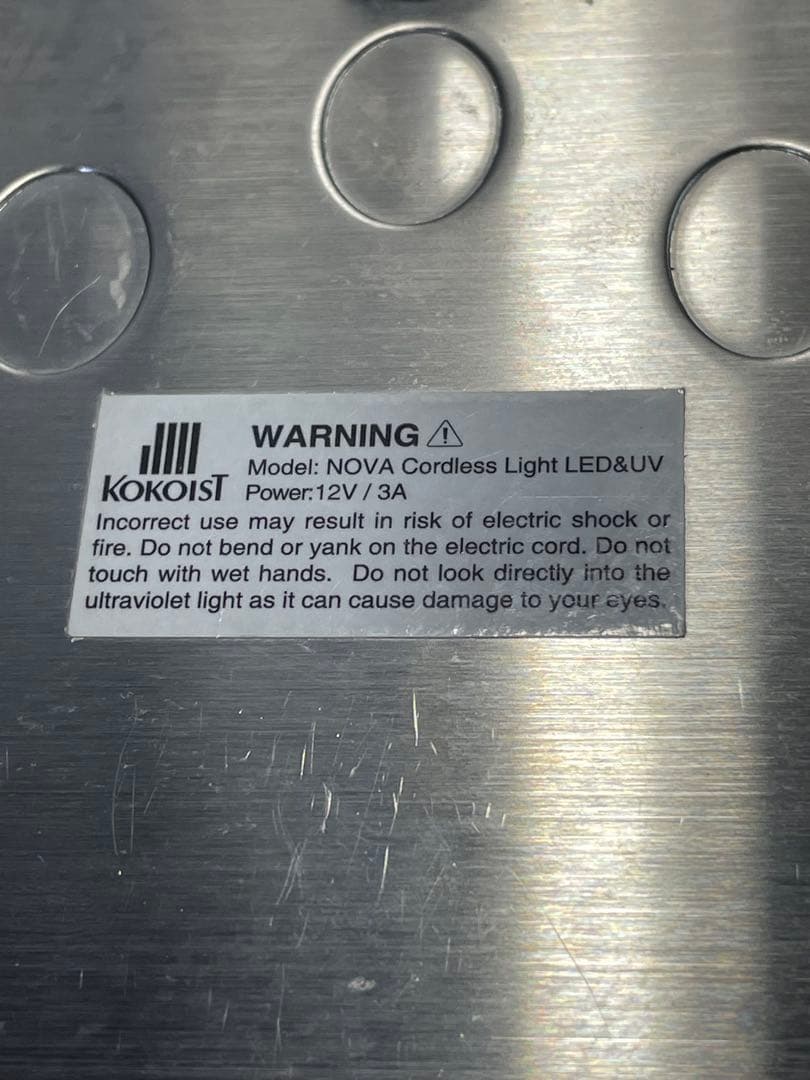 WARNING
KOKOIST
Model: NOVA Cordless Light LED&UV
Power:12V / 3A
Incorrect use may result in risk of electric shock or
fire. Do not bend or yank on the electric cord. Do not
touch with wet hands. Do not look directly into the
ultraviolet light as it can cause damage to your eyes.